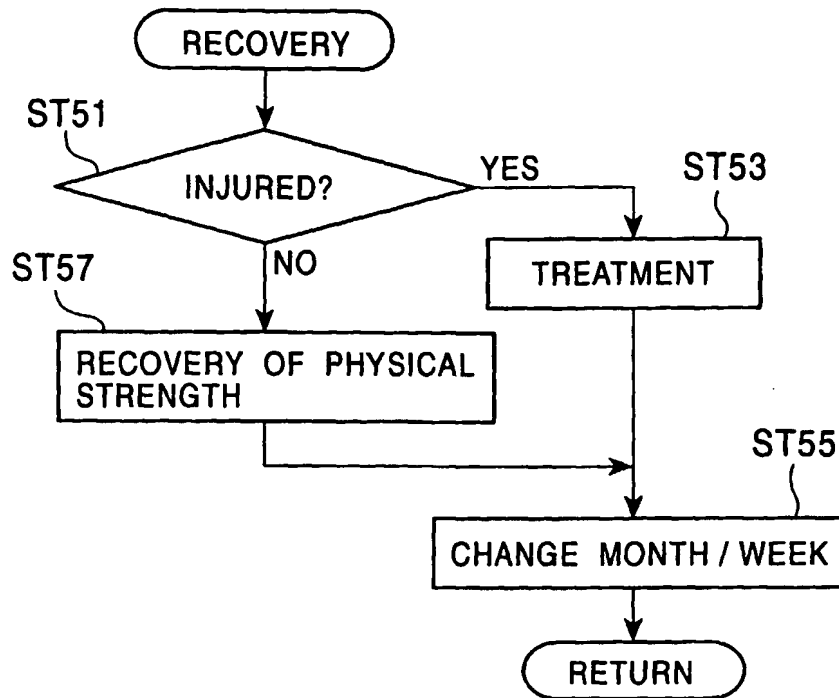 RECOVERY
ST51
INJURED?
YES
ST53
TREATMENT
NO
ST57
RECOVERY OF PHYSICAL
STRENGTH
ST55
CHANGE MONTH / WEEK
RETURN